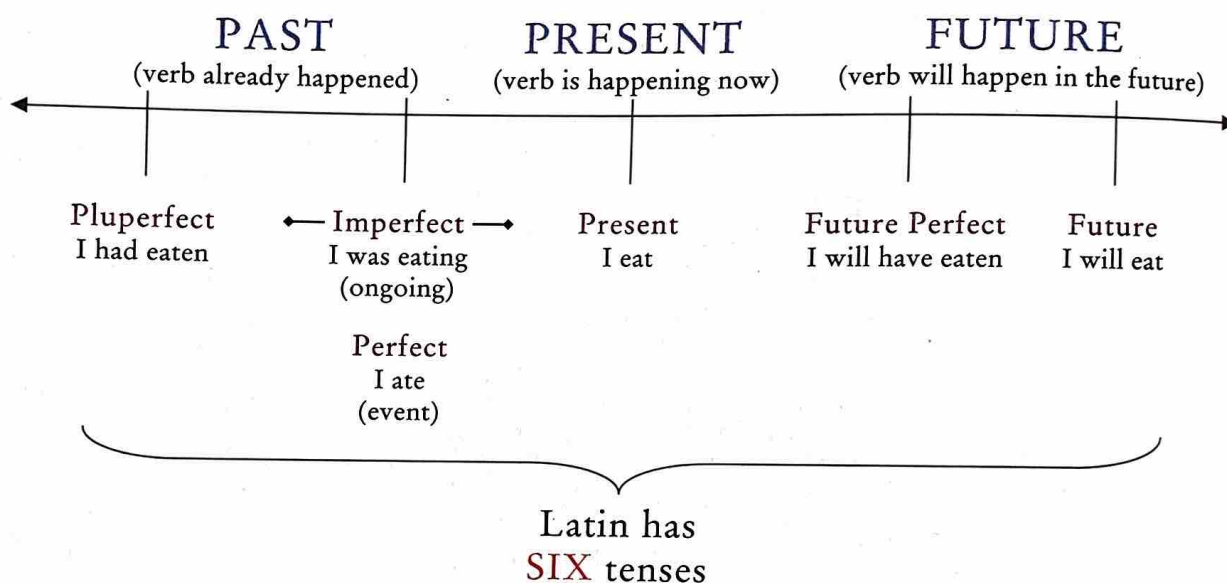 PAST
(verb already happened)
PRESENT
(verb is happening now)
FUTURE
(verb will happen in the future)
Pluperfect
I had eaten
Imperfect
I was eating
(ongoing)
Perfect
I ate
(event)
Present
I eat
Future Perfect
I will have eaten
Future
I will eat
Latin has
SIX tenses